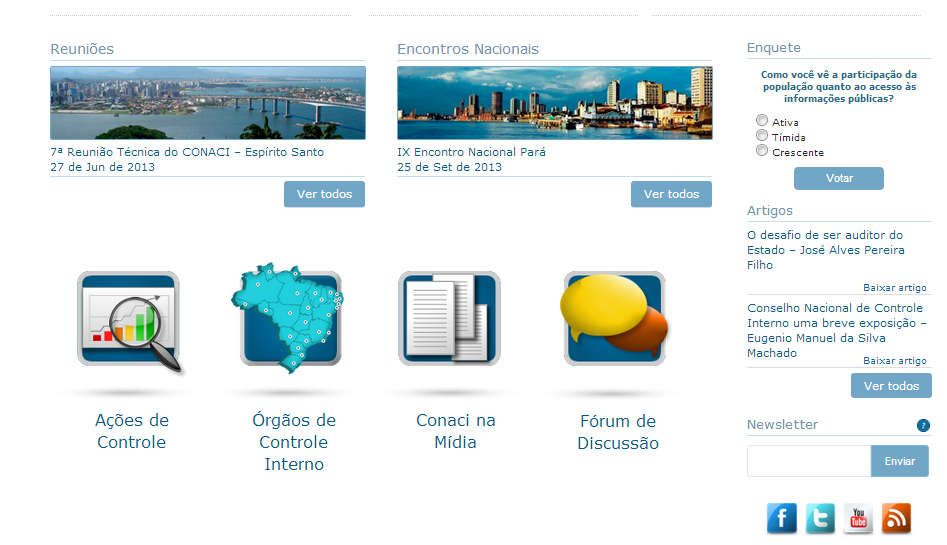 Reuniões
7ª Reunião Técnica do CONACI – Espírito Santo
27 de Jun de 2013
Ver todos
Encontros Nacionais
IX Encontro Nacional Pará
25 de Set de 2013
Ver todos
Ações de
Controle
Órgãos de
Controle
Interno
Conaci na
Mídia
Fórum de
Discussão
Enquete
Como você vê a participação da
população quanto ao acesso às
informações públicas?
Ativa
Tímida
Crescente
Votar
Artigos
O desafio de ser auditor do
Estado – José Alves Pereira
Filho
Baixar artigo
Conselho Nacional de Controle
Interno uma breve exposição –
Eugenio Manuel da Silva
Machado
Baixar artigo
Ver todos
Newsletter ?
Enviar
f
t
You
Tube